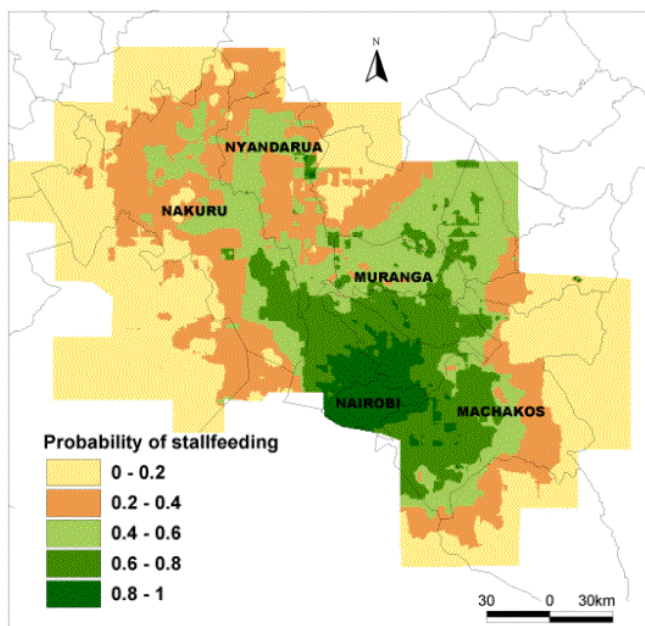 N
NYANDARUA
NAKURU
MURANGA
NAIROBI
MACHAKOS
Probability of stallfeeding
0 - 0.2
0.2 - 0.4
0.4 - 0.6
0.6 - 0.8
0.8 - 1
30 0 30km